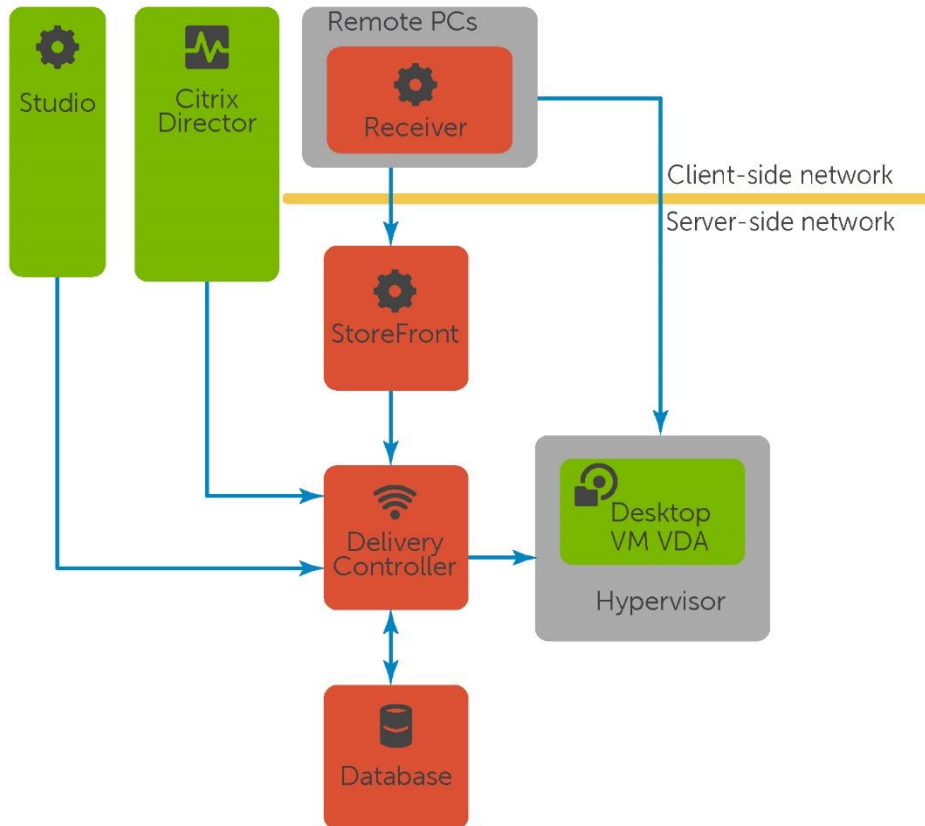 Studio
Citrix
Director
Remote PCs
Receiver
Client-side network
Server-side network
StoreFront
Delivery
Controller
Desktop
VM VDA
Hypervisor
Database